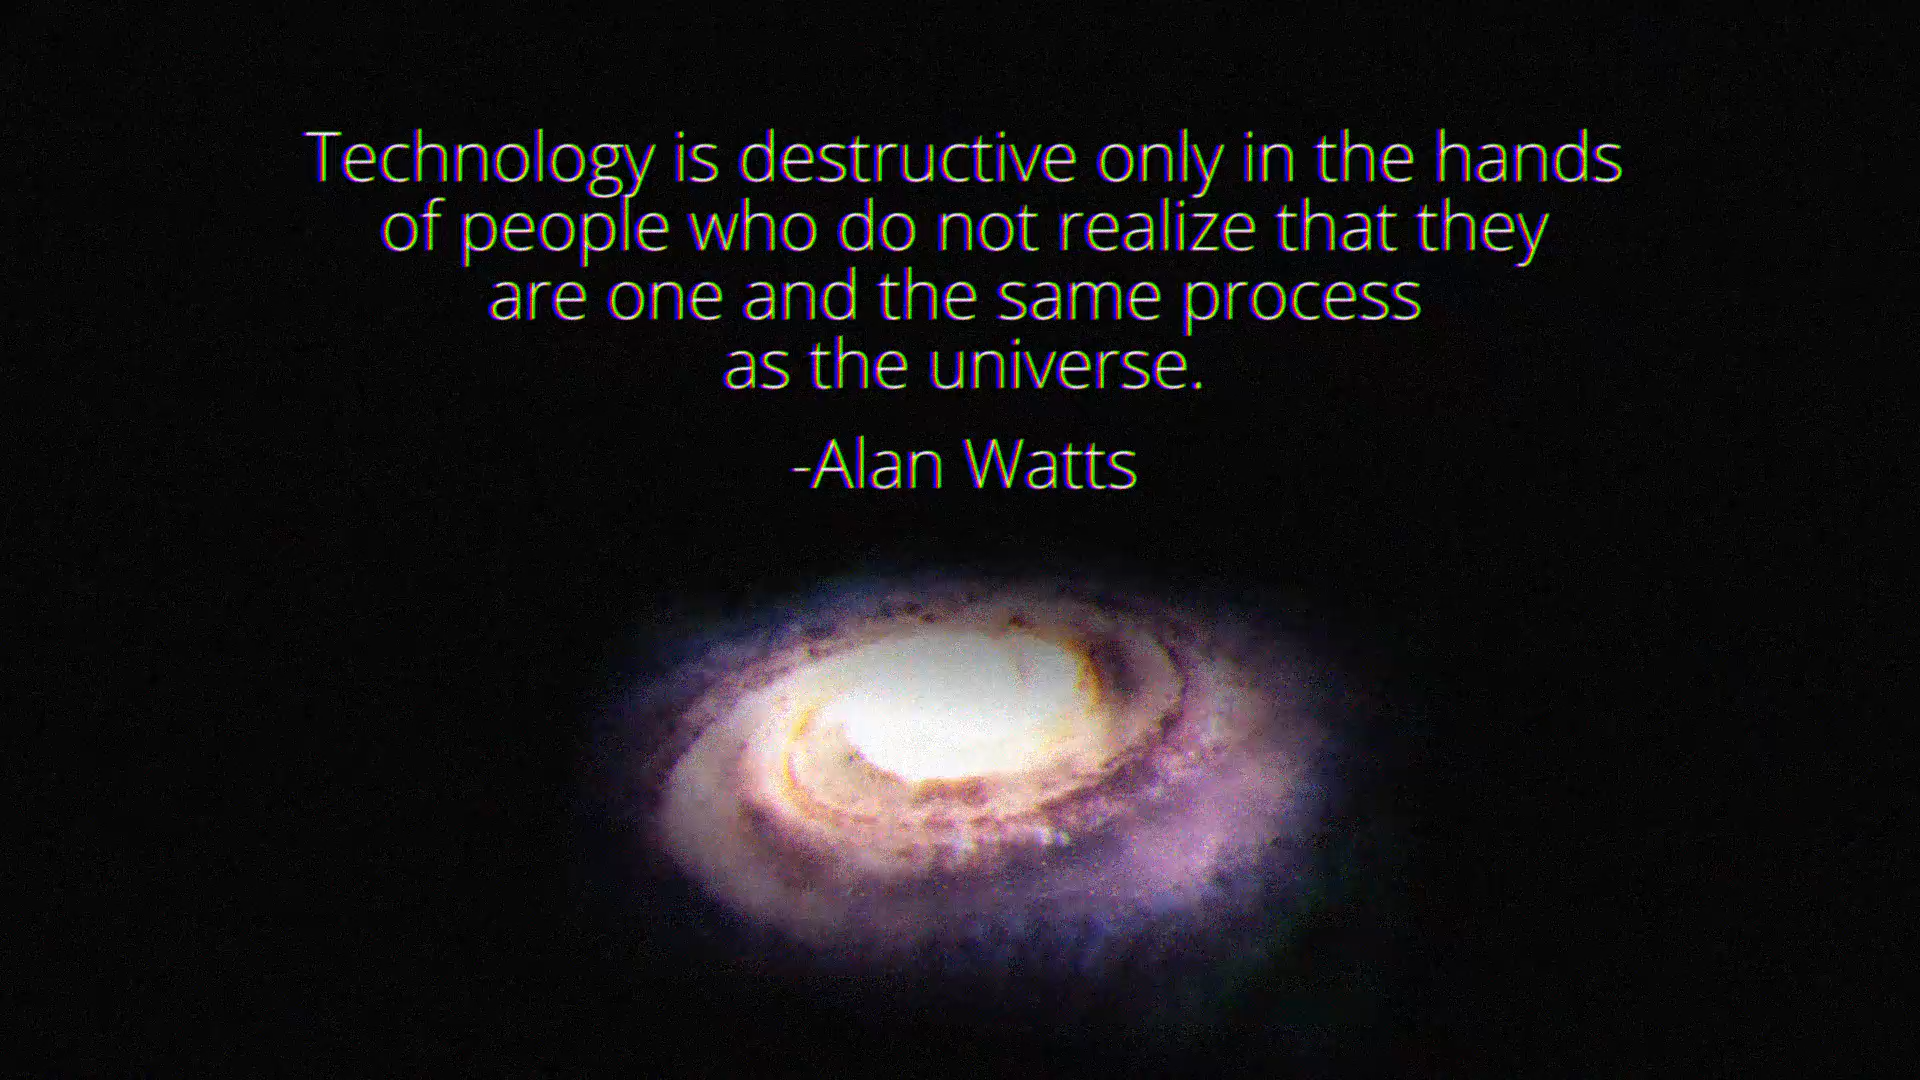 Technology is destructive only in the hands
of people who do not realize that they
are one and the same process
as the universe.
-Alan Watts